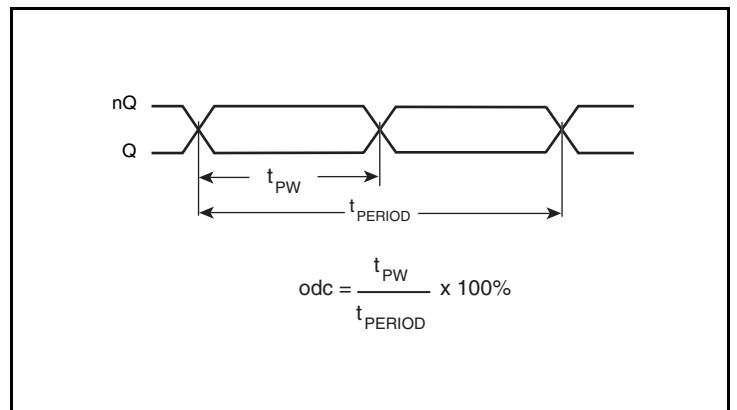 nQ
Q
tPW
tPERIOD
odc = tPW / tPERIOD x 100%